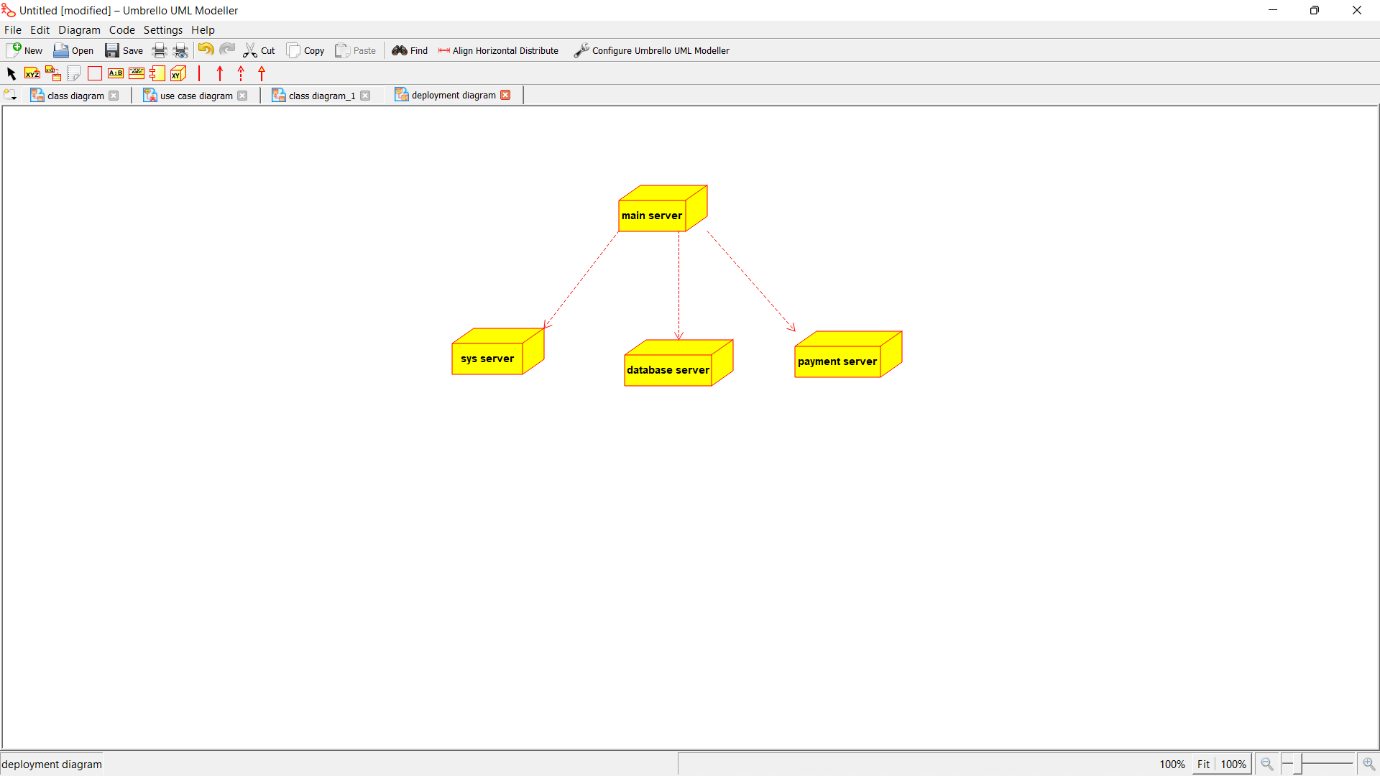 Untitled [modified] – Umbrello UML Modeller
File Edit Diagram Code Settings Help
New Open Save Cut Copy Paste Find Align Horizontal Distribute Configure Umbrello UML Modeller
XYZ A:B XY
class diagram use case diagram class diagram_1 deployment diagram
main server
sys server
database server
payment server
deployment diagram 100% Fit 100%